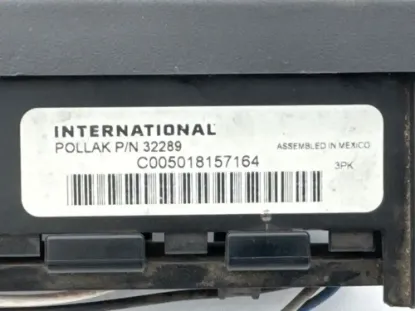 INTERNATIONAL
POLLAK P/N 32289
ASSEMBLED IN MEXICO
C005018157164
3PK